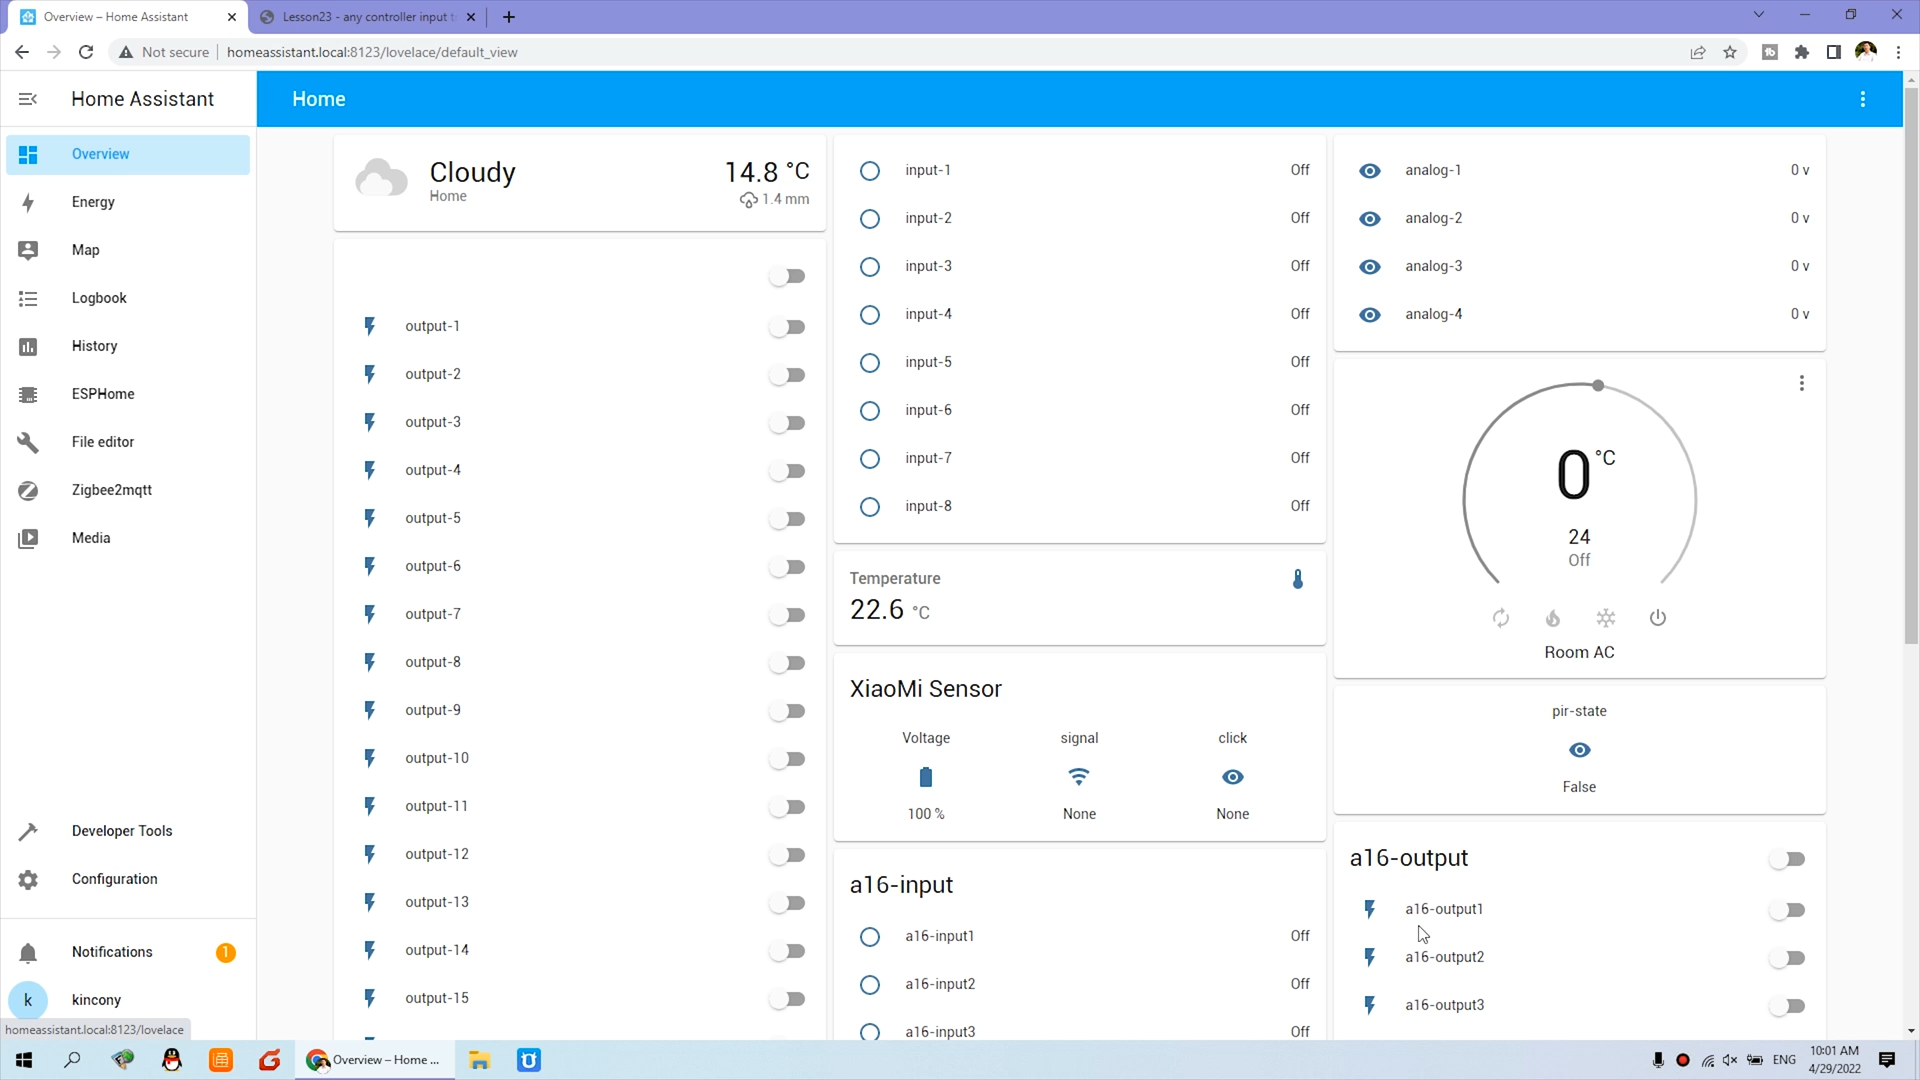 Overview – Home Assistant
Lesson23 - any controller input t
Not secure
homeassistant.local:8123/lovelace/default_view
Home Assistant
Home
Overview
Energy
Map
Logbook
History
ESPHome
File editor
Zigbee2mqtt
Media
Developer Tools
Configuration
Notifications
1
k
kincony
homeassistant.local:8123/lovelace
Cloudy
Home
14.8 °C
1.4 mm
output-1
output-2
output-3
output-4
output-5
output-6
output-7
output-8
output-9
output-10
output-11
output-12
output-13
output-14
output-15
input-1 Off
input-2 Off
input-3 Off
input-4 Off
input-5 Off
input-6 Off
input-7 Off
input-8 Off
Temperature
22.6 °C
XiaoMi Sensor
Voltage signal click
100 % None None
a16-input
a16-input1 Off
a16-input2 Off
a16-input3 Off
analog-1 0 v
analog-2 0 v
analog-3 0 v
analog-4 0 v
0 °C
24
Off
Room AC
pir-state
False
a16-output
a16-output1
a16-output2
a16-output3
Overview – Home ...
ENG
10:01 AM
4/29/2022